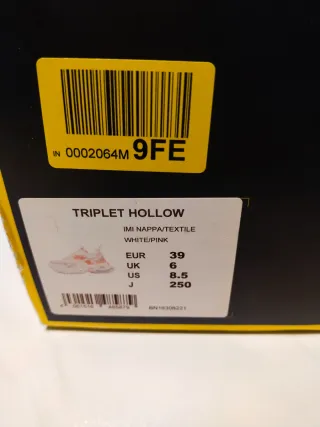 IN 0002064M 9FE
TRIPLET HOLLOW
IMI NAPPA/TEXTILE
WHITE/PINK
EUR 39
UK 6
US 8.5
J 250